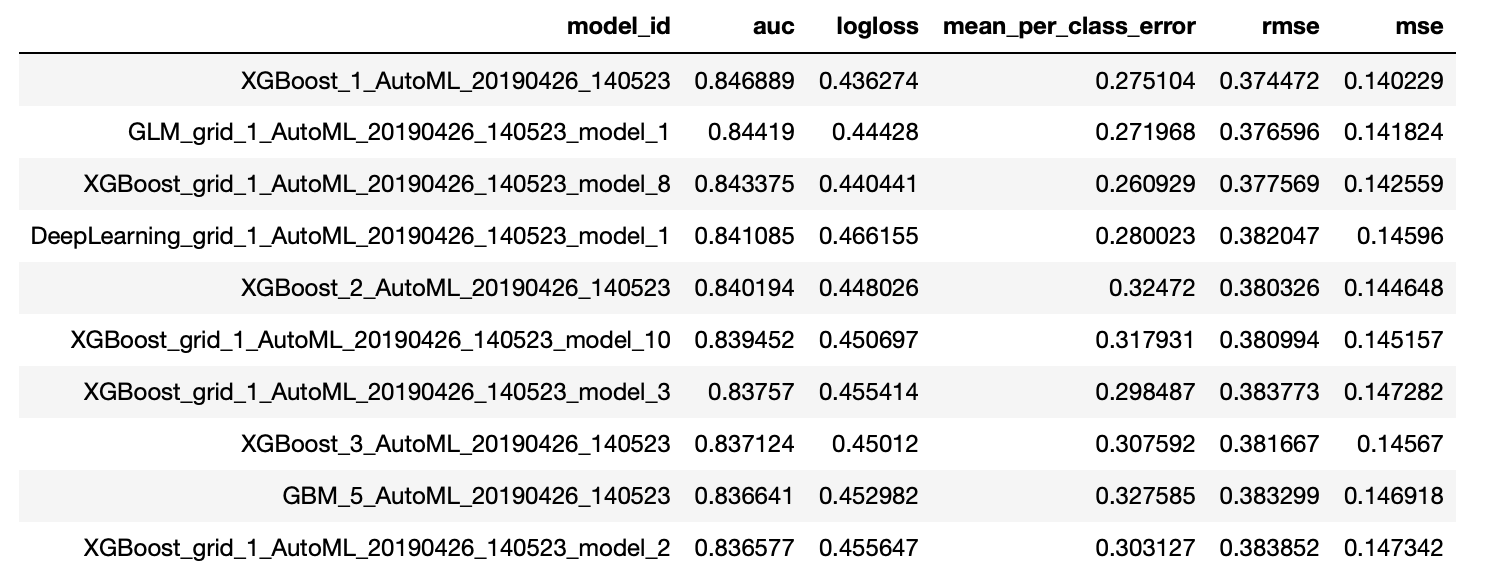 model_id auc logloss mean_per_class_error rmse mse
XGBoost_1_AutoML_20190426_140523 0.846889 0.436274 0.275104 0.374472 0.140229
GLM_grid_1_AutoML_20190426_140523_model_1 0.84419 0.44428 0.271968 0.376596 0.141824
XGBoost_grid_1_AutoML_20190426_140523_model_8 0.843375 0.440441 0.260929 0.377569 0.142559
DeepLearning_grid_1_AutoML_20190426_140523_model_1 0.841085 0.466155 0.280023 0.382047 0.14596
XGBoost_2_AutoML_20190426_140523 0.840194 0.448026 0.32472 0.380326 0.144648
XGBoost_grid_1_AutoML_20190426_140523_model_10 0.839452 0.450697 0.317931 0.380994 0.145157
XGBoost_grid_1_AutoML_20190426_140523_model_3 0.83757 0.455414 0.298487 0.383773 0.147282
XGBoost_3_AutoML_20190426_140523 0.837124 0.45012 0.307592 0.381667 0.14567
GBM_5_AutoML_20190426_140523 0.836641 0.452982 0.327585 0.383299 0.146918
XGBoost_grid_1_AutoML_20190426_140523_model_2 0.836577 0.455647 0.303127 0.383852 0.147342